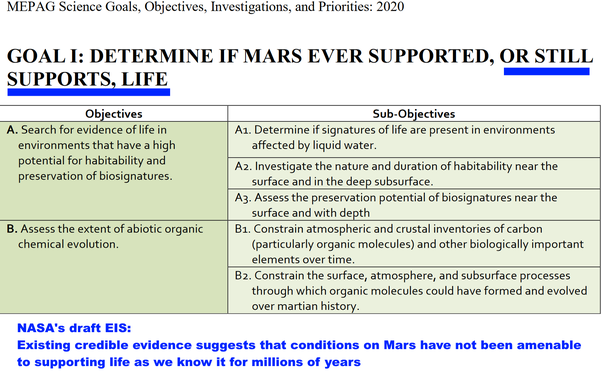 MEPAG Science Goals, Objectives, Investigations, and Priorities: 2020
GOAL I: DETERMINE IF MARS EVER SUPPORTED, OR STILL
SUPPORTS, LIFE
Objectives
Sub-Objectives
A. Search for evidence of life in
environments that have a high
potential for habitability and
preservation of biosignatures.
A1. Determine if signatures of life are present in environments
affected by liquid water.
A2. Investigate the nature and duration of habitability near the
surface and in the deep subsurface.
A3. Assess the preservation potential of biosignatures near the
surface and with depth
B. Assess the extent of abiotic organic
chemical evolution.
B1. Constrain atmospheric and crustal inventories of carbon
(particularly organic molecules) and other biologically important
elements over time.
B2. Constrain the surface, atmosphere, and subsurface processes
through which organic molecules could have formed and evolved
over martian history.
NASA's draft EIS:
Existing credible evidence suggests that conditions on Mars have not been amenable
to supporting life as we know it for millions of years